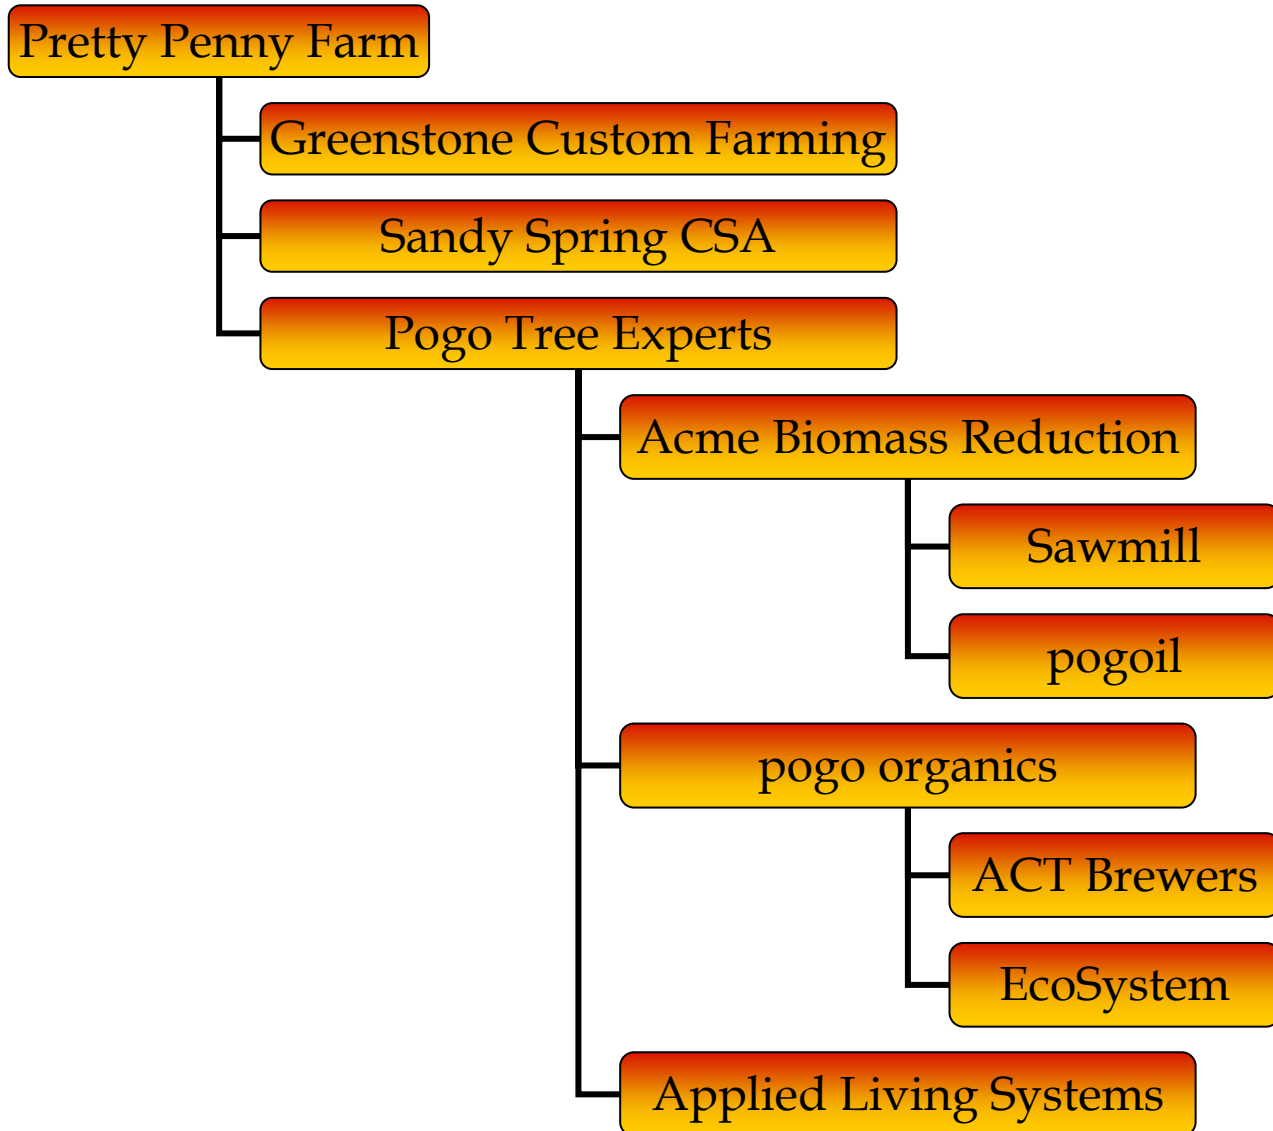 Pretty Penny Farm
Greenstone Custom Farming
Sandy Spring CSA
Pogo Tree Experts
Acme Biomass Reduction
Sawmill
pogoil
pogo organics
ACT Brewers
EcoSystem
Applied Living Systems